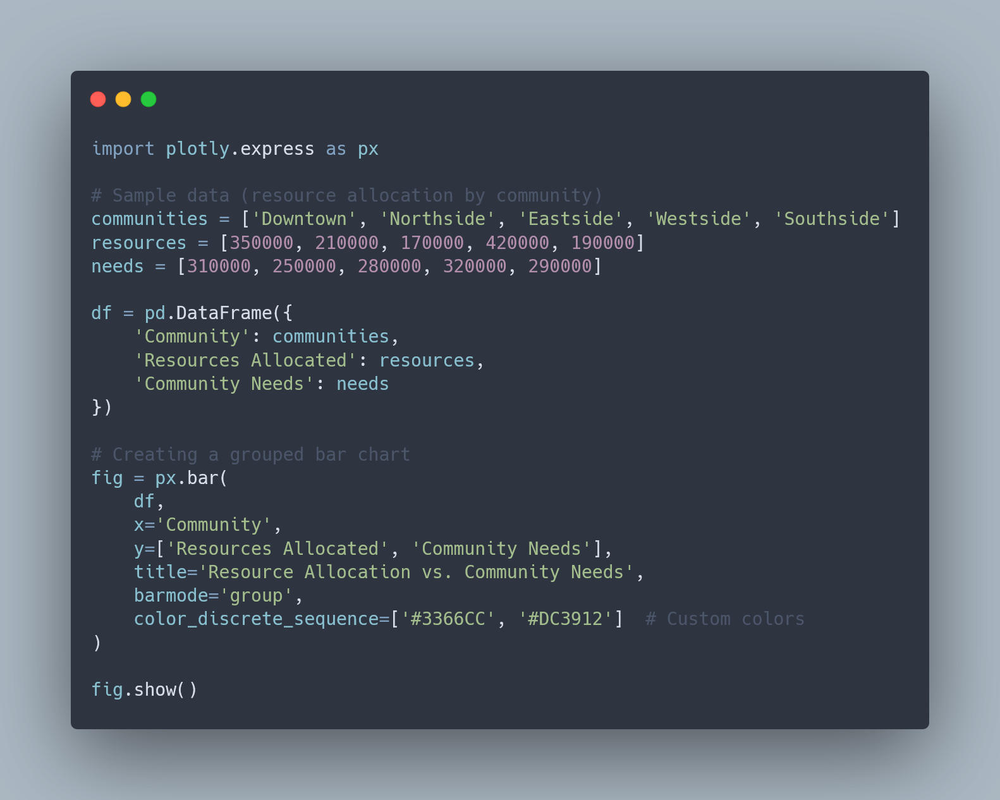 import plotly.express as px

# Sample data (resource allocation by community)
communities = ['Downtown', 'Northside', 'Eastside', 'Westside', 'Southside']
resources = [350000, 210000, 170000, 420000, 190000]
needs = [310000, 250000, 280000, 320000, 290000]

df = pd.DataFrame({
    'Community': communities,
    'Resources Allocated': resources,
    'Community Needs': needs
})

# Creating a grouped bar chart
fig = px.bar(
    df,
    x='Community',
    y=['Resources Allocated', 'Community Needs'],
    title='Resource Allocation vs. Community Needs',
    barmode='group',
    color_discrete_sequence=['#3366CC', '#DC3912']  # Custom colors
)

fig.show()